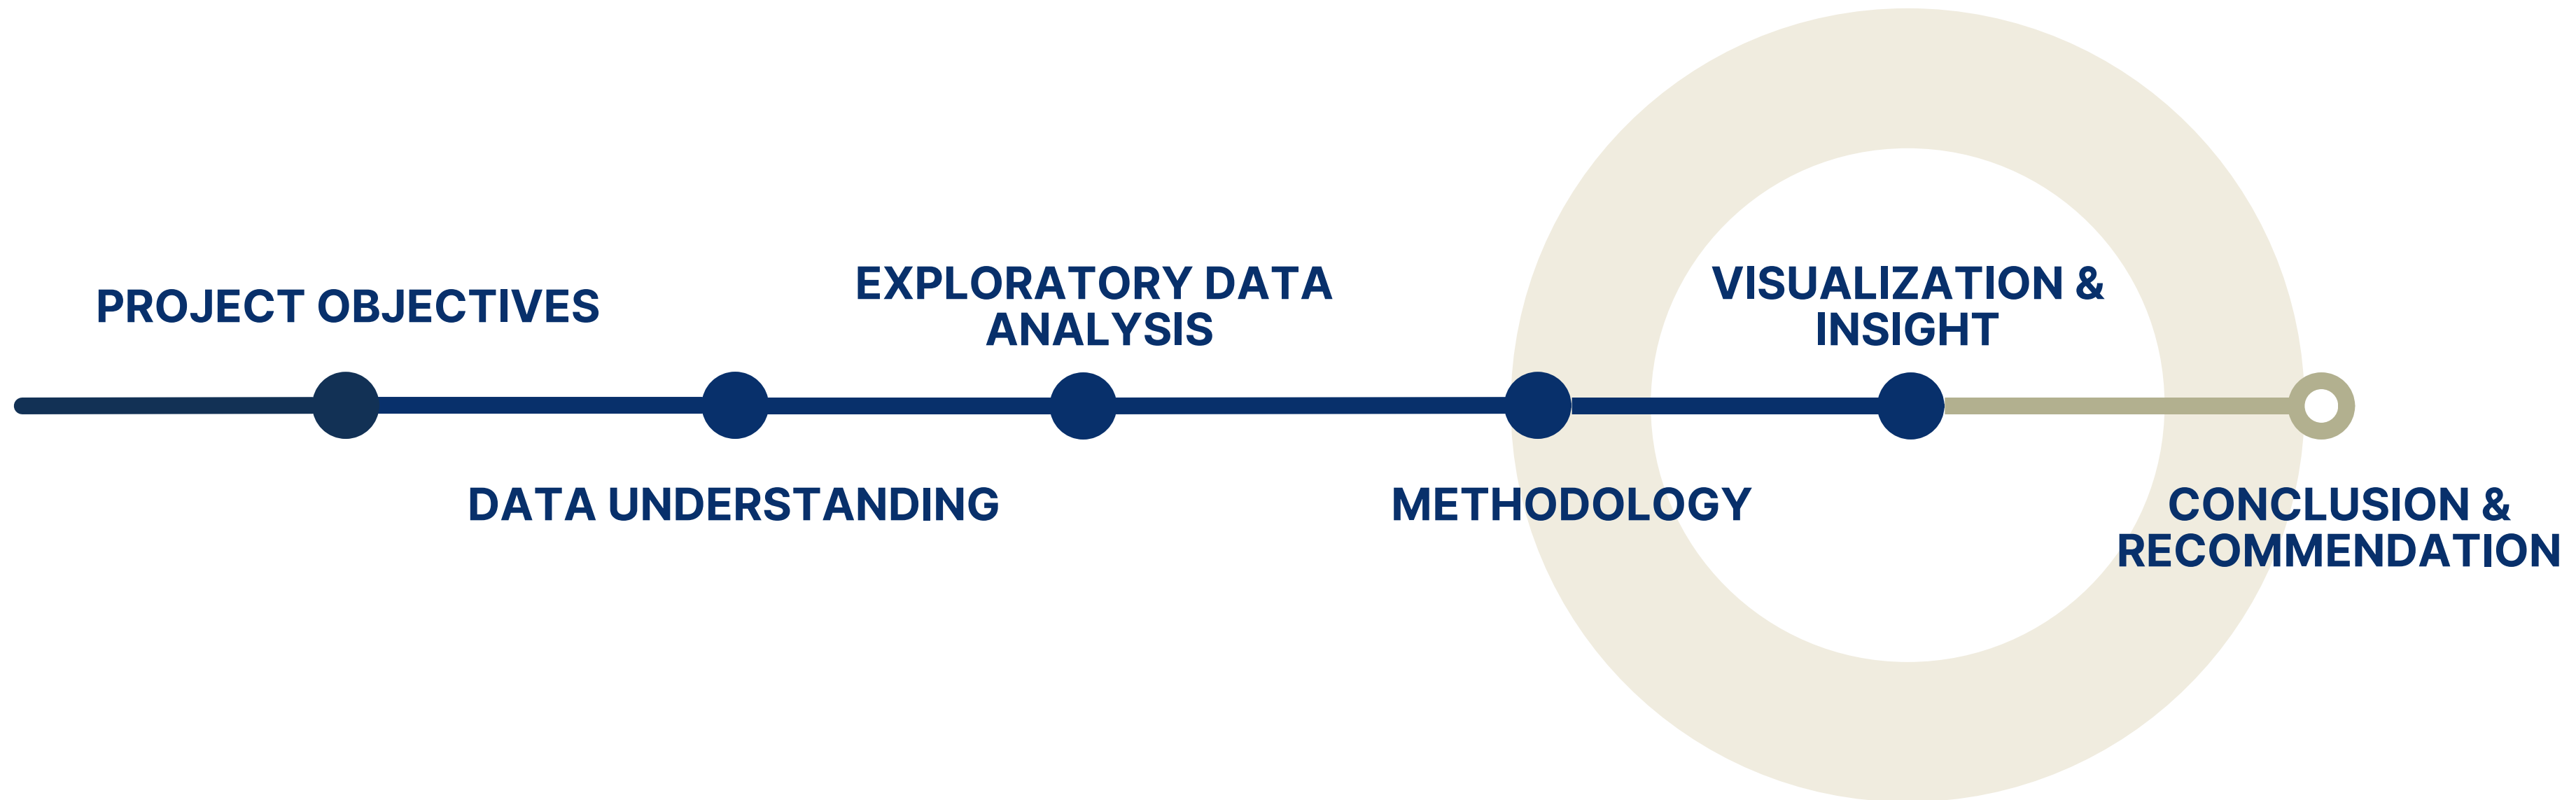 PROJECT OBJECTIVES
DATA UNDERSTANDING
EXPLORATORY DATA
ANALYSIS
METHODOLOGY
VISUALIZATION &
INSIGHT
CONCLUSION &
RECOMMENDATION